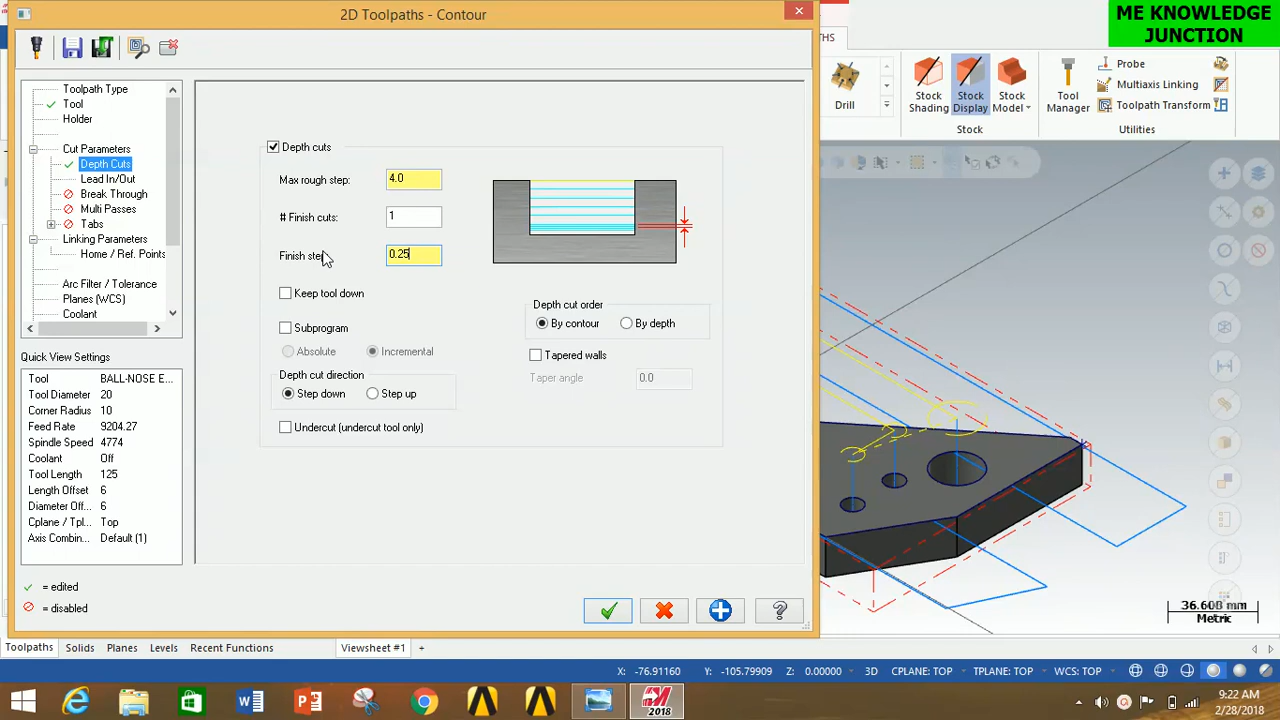 2D Toolpaths - Contour
ME KNOWLEDGE
JUNCTION
Toolpath Type
Tool
Holder
Cut Parameters
Depth Cuts
Lead In/Out
Break Through
Multi Passes
Tabs
Linking Parameters
Home / Ref. Points
Arc Filter / Tolerance
Planes (WCS)
Coolant
Quick View Settings
Tool BALL-NOSE E...
Tool Diameter 20
Corner Radius 10
Feed Rate 9204.27
Spindle Speed 4774
Coolant Off
Tool Length 125
Length Offset 6
Diameter Off... 6
Cplane / Tpl... Top
Axis Combin... Default (1)
= edited
= disabled
Depth cuts
Max rough step: 4.0
# Finish cuts: 1
Finish step 0.25
Keep tool down
Subprogram
Absolute Incremental
Depth cut direction
Step down Step up
Undercut (undercut tool only)
Depth cut order
By contour By depth
Tapered walls
Taper angle 0.0
Drill
Stock
Shading
Stock
Display
Stock
Model
Stock
Tool
Manager
Probe
Multiaxis Linking
Toolpath Transform
Utilities
36.608 mm
Metric
Toolpaths Solids Planes Levels Recent Functions Viewsheet #1 +
X: -76.91160 Y: -105.79909 Z: 0.00000 3D CPLANE: TOP TPLANE: TOP WCS: TOP
2018
9:22 AM
2/28/2018